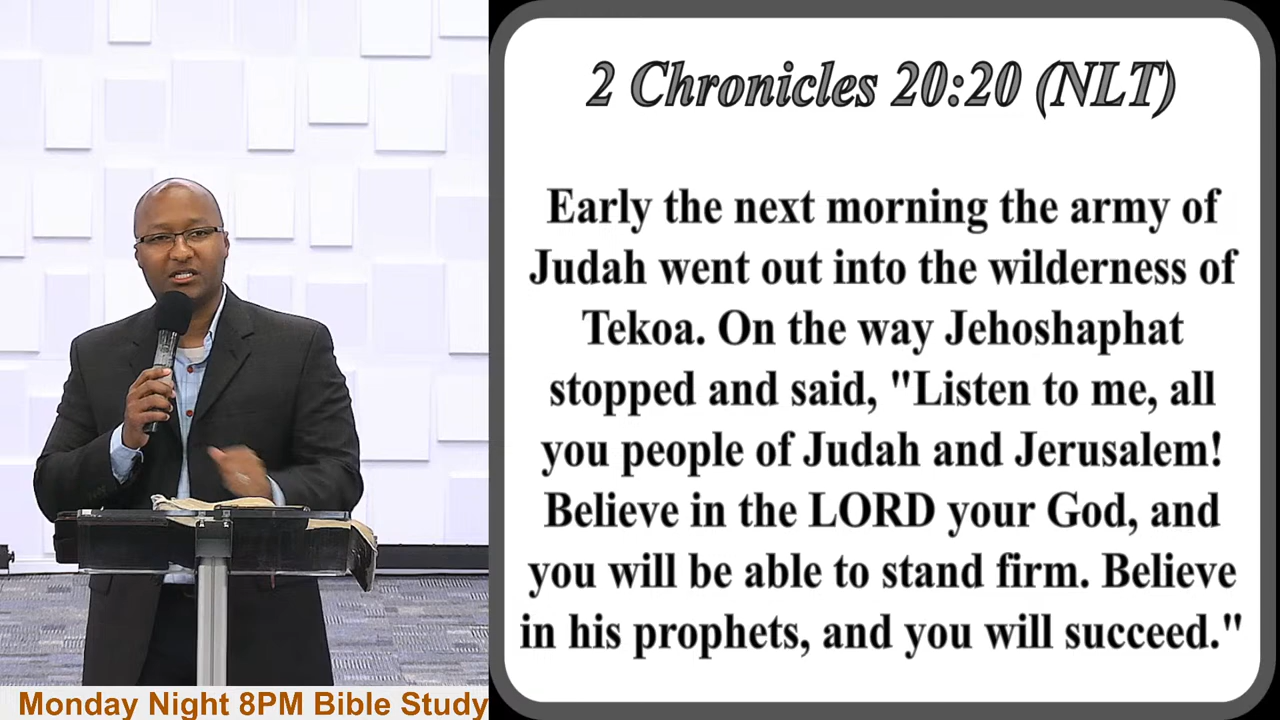 2 Chronicles 20:20 (NLT)
Early the next morning the army of
Judah went out into the wilderness of
Tekoa. On the way Jehoshaphat
stopped and said, "Listen to me, all
you people of Judah and Jerusalem!
Believe in the LORD your God, and
you will be able to stand firm. Believe
in his prophets, and you will succeed."
Monday Night 8PM Bible Study